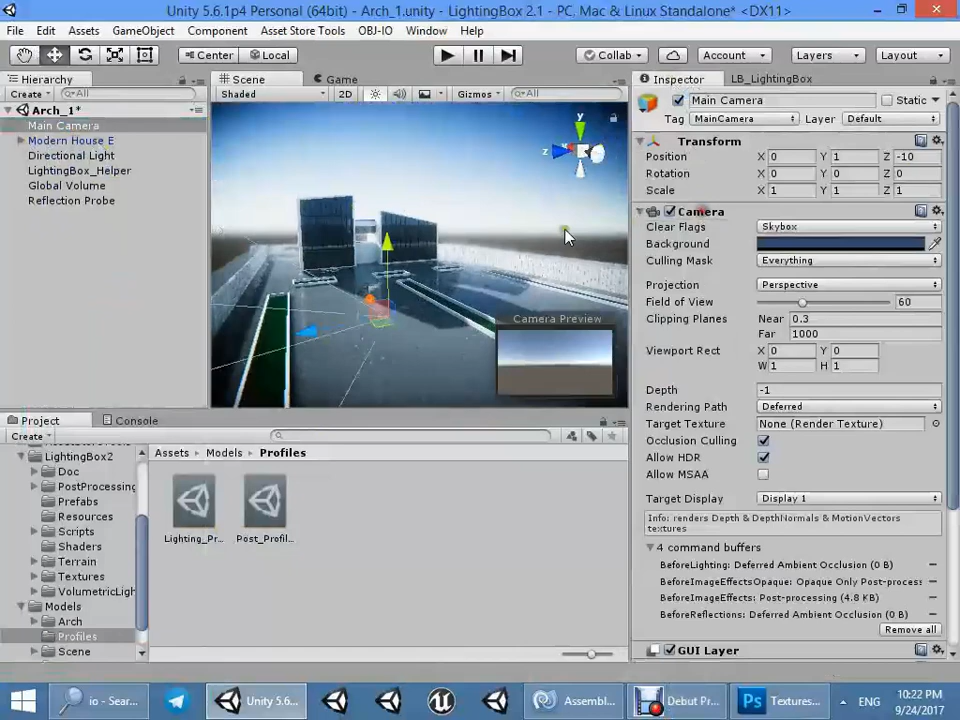 Unity 5.6.1p4 Personal (64bit) - Arch_1.unity - LightingBox 2.1 - PC, Mac & Linux Standalone* <DX11>
File Edit Assets GameObject Component Asset Store Tools OBJ-IO Window Help
Center Local Collab Account Layers Layout
Hierarchy Scene Game Inspector LB_LightingBox
Create All Shaded 2D Gizmos All Main Camera Static
Arch_1* Tag MainCamera Layer Default
Main Camera
Modern House E
Directional Light
LightingBox_Helper
Global Volume
Reflection Probe
y
z
Camera Preview
Transform
Position X 0 Y 1 Z -10
Rotation X 0 Y 0 Z 0
Scale X 1 Y 1 Z 1
Camera
Clear Flags Skybox
Background
Culling Mask Everything
Projection Perspective
Field of View 60
Clipping Planes Near 0.3
Far 1000
Viewport Rect X 0 Y 0
W 1 H 1
Depth -1
Rendering Path Deferred
Target Texture None (Render Texture)
Occlusion Culling
Allow HDR
Allow MSAA
Target Display Display 1
Info: renders Depth & DepthNormals & MotionVectors
textures
4 command buffers
BeforeLighting: Deferred Ambient Occlusion (0 B)
BeforeImageEffectsOpaque: Opaque Only Post-process
BeforeImageEffects: Post-processing (4.8 KB)
BeforeReflections: Deferred Ambient Occlusion (0 B)
Remove all
GUI Layer
Project Console
Create
LightingBox2
Doc
PostProcessing
Prefabs
Resources
Scripts
Shaders
Terrain
Textures
VolumetricLigh
Models
Arch
Profiles
Scene
Assets Models Profiles
Lighting_Pr... Post_Profil...
io - Sear... Unity 5.6... Assembl... Debut Pr... Textures... ENG
10:22 PM
9/24/2017